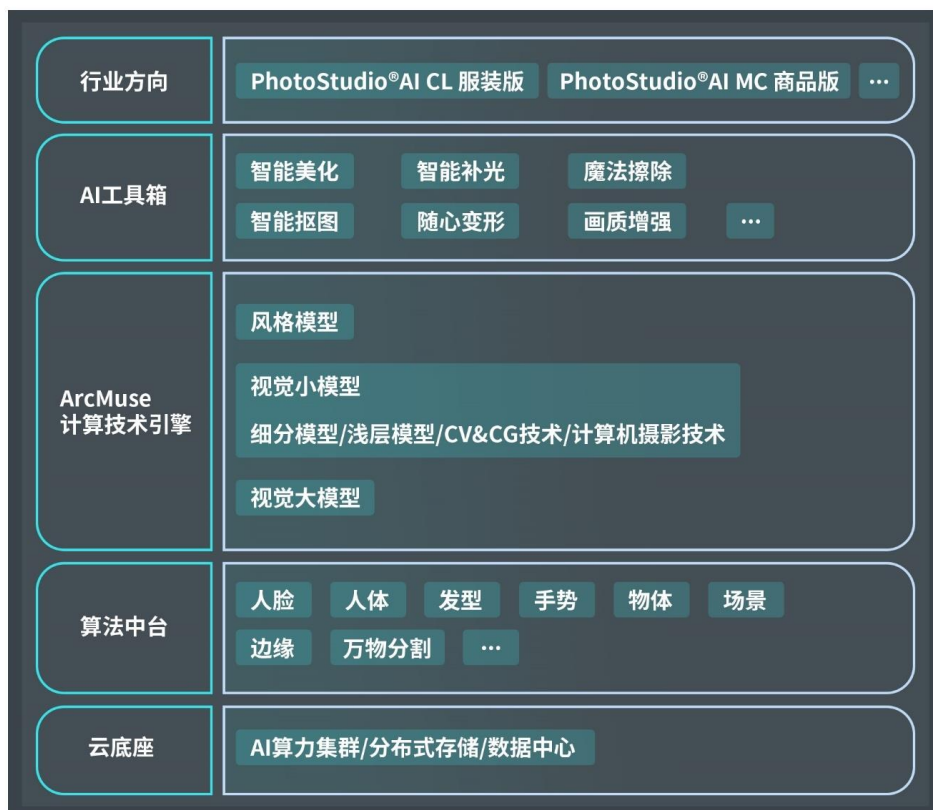 行业方向
PhotoStudio®AI CL 服装版 PhotoStudio®AI MC 商品版 ···
AI工具箱
智能美化 智能补光 魔法擦除
智能抠图 随心变形 画质增强 ···
ArcMuse
计算技术引擎
风格模型
视觉小模型
细分模型/浅层模型/CV&CG技术/计算机摄影技术
视觉大模型
算法中台
人脸 人体 发型 手势 物体 场景
边缘 万物分割 ···
云底座
AI算力集群/分布式存储/数据中心